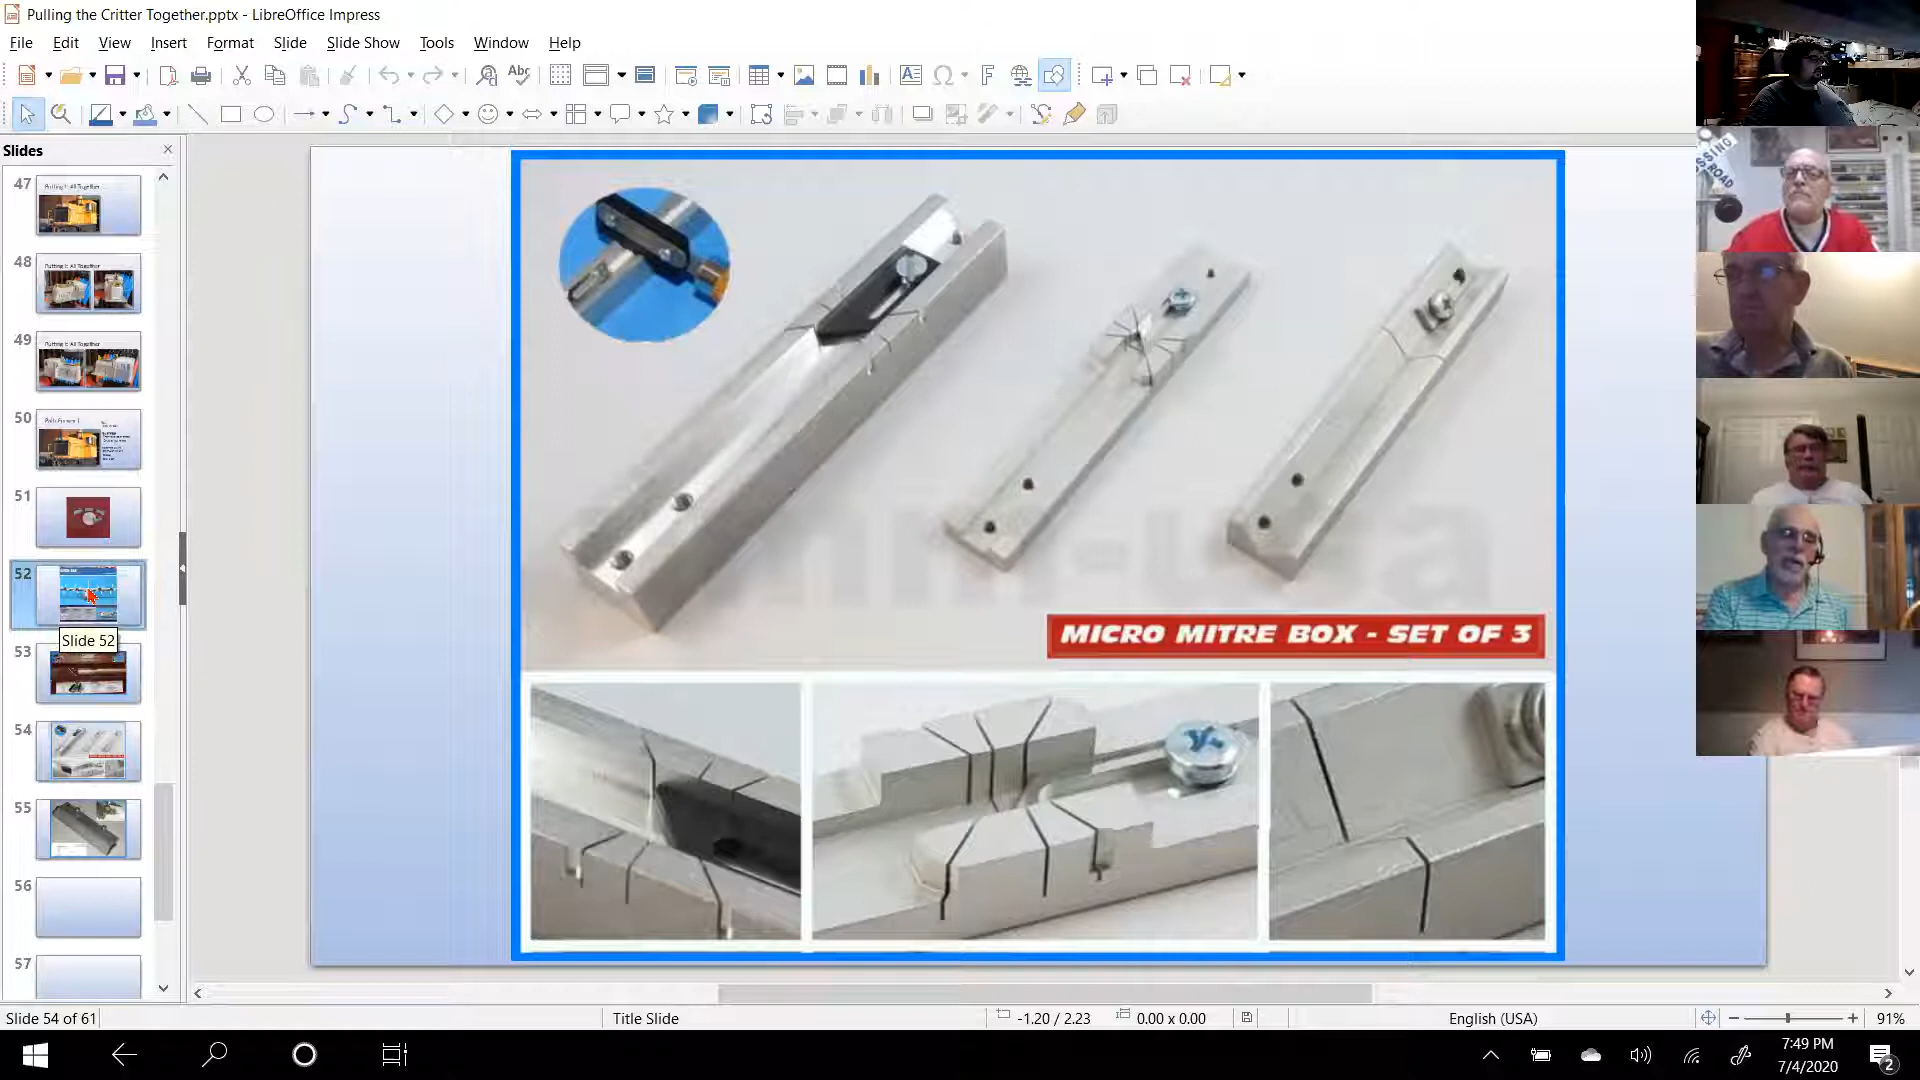 Pulling the Critter Together.pptx - LibreOffice Impress
File Edit View Insert Format Slide Slide Show Tools Window Help
Slides
47
48
49
50
51
52
Slide 52
53
54
55
56
57
MICRO MITRE BOX - SET OF 3
SSING
ROAD
Slide 54 of 61
Title Slide
-1.20 / 2.23
0.00 x 0.00
English (USA)
91%
7:49 PM
7/4/2020
2